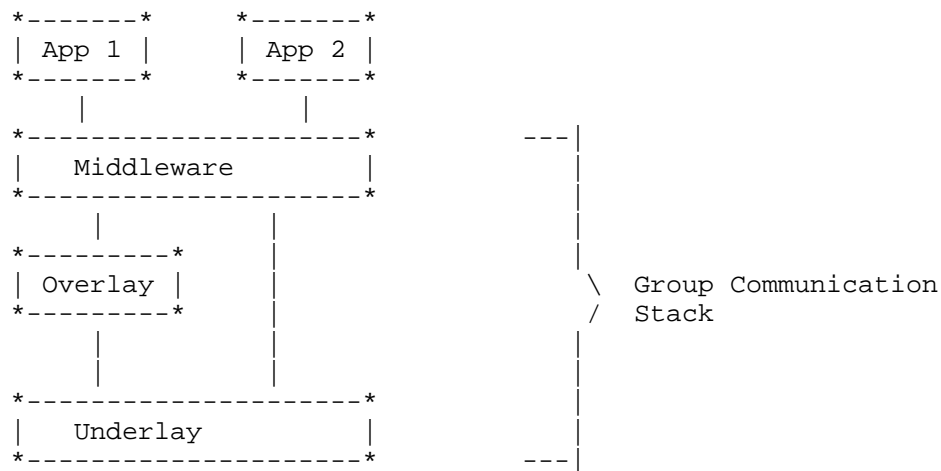 *-------*      *-------*
| App 1 |      | App 2 |
*-------*      *-------*
    |              |
*---------------------*         ---|
|   Middleware        |            |
*---------------------*            |
     |          |                  |
*---------*     |                  |
| Overlay |     |                   \  Group Communication
*---------*     |                   /  Stack
     |          |                  |
     |          |                  |
*---------------------*            |
|   Underlay          |            |
*---------------------*         ---|